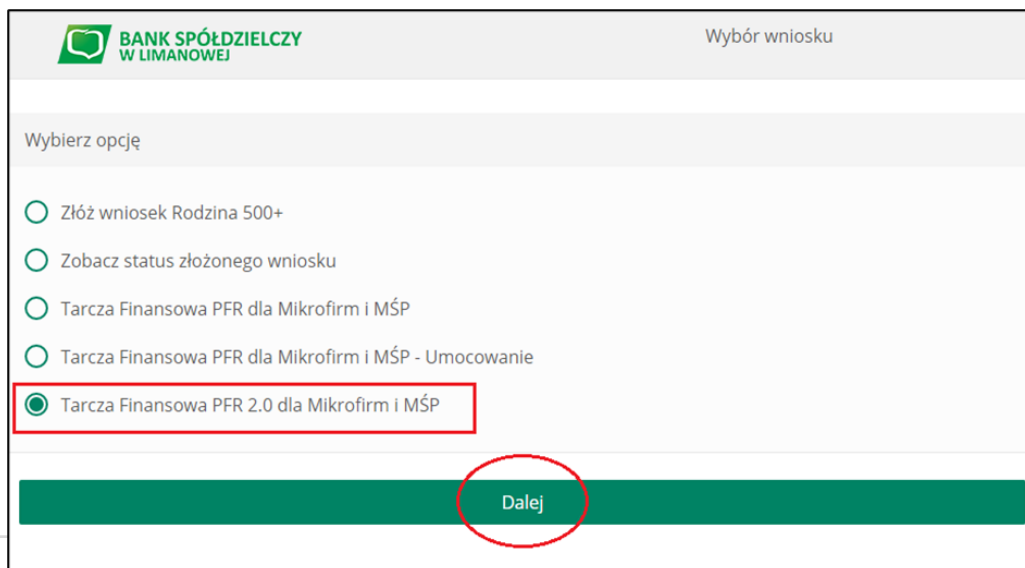 BANK SPÓŁDZIELCZY
W LIMANOWEJ
Wybór wniosku
Wybierz opcję
Złóż wniosek Rodzina 500+
Zobacz status złożonego wniosku
Tarcza Finansowa PFR dla Mikrofirm i MŚP
Tarcza Finansowa PFR dla Mikrofirm i MŚP - Umocowanie
Tarcza Finansowa PFR 2.0 dla Mikrofirm i MŚP
Dalej